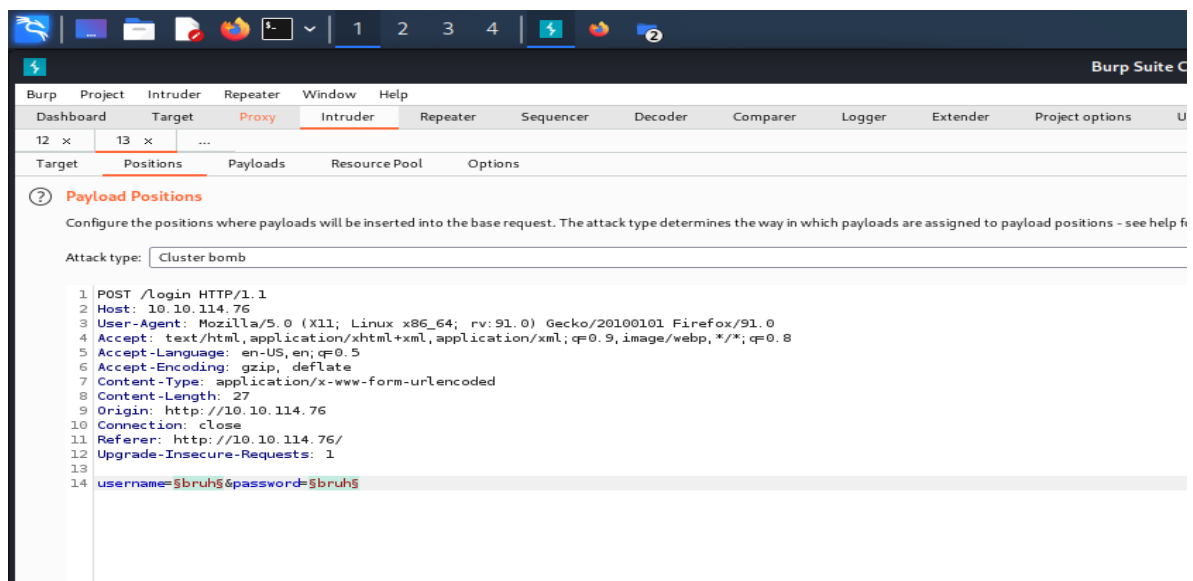 1 2 3 4 2
Burp Suite C
Burp Project Intruder Repeater Window Help
Dashboard Target Proxy Intruder Repeater Sequencer Decoder Comparer Logger Extender Project options U
12 × 13 × ...
Target Positions Payloads Resource Pool Options
? Payload Positions
Configure the positions where payloads will be inserted into the base request. The attack type determines the way in which payloads are assigned to payload positions - see help f
Attack type: Cluster bomb
1 POST /login HTTP/1.1
2 Host: 10.10.114.76
3 User-Agent: Mozilla/5.0 (X11; Linux x86_64; rv:91.0) Gecko/20100101 Firefox/91.0
4 Accept: text/html,application/xhtml+xml,application/xml;q=0.9,image/webp,*/*;q=0.8
5 Accept-Language: en-US,en;q=0.5
6 Accept-Encoding: gzip, deflate
7 Content-Type: application/x-www-form-urlencoded
8 Content-Length: 27
9 Origin: http://10.10.114.76
10 Connection: close
11 Referer: http://10.10.114.76/
12 Upgrade-Insecure-Requests: 1
13
14 username=§bruh§&password=§bruh§